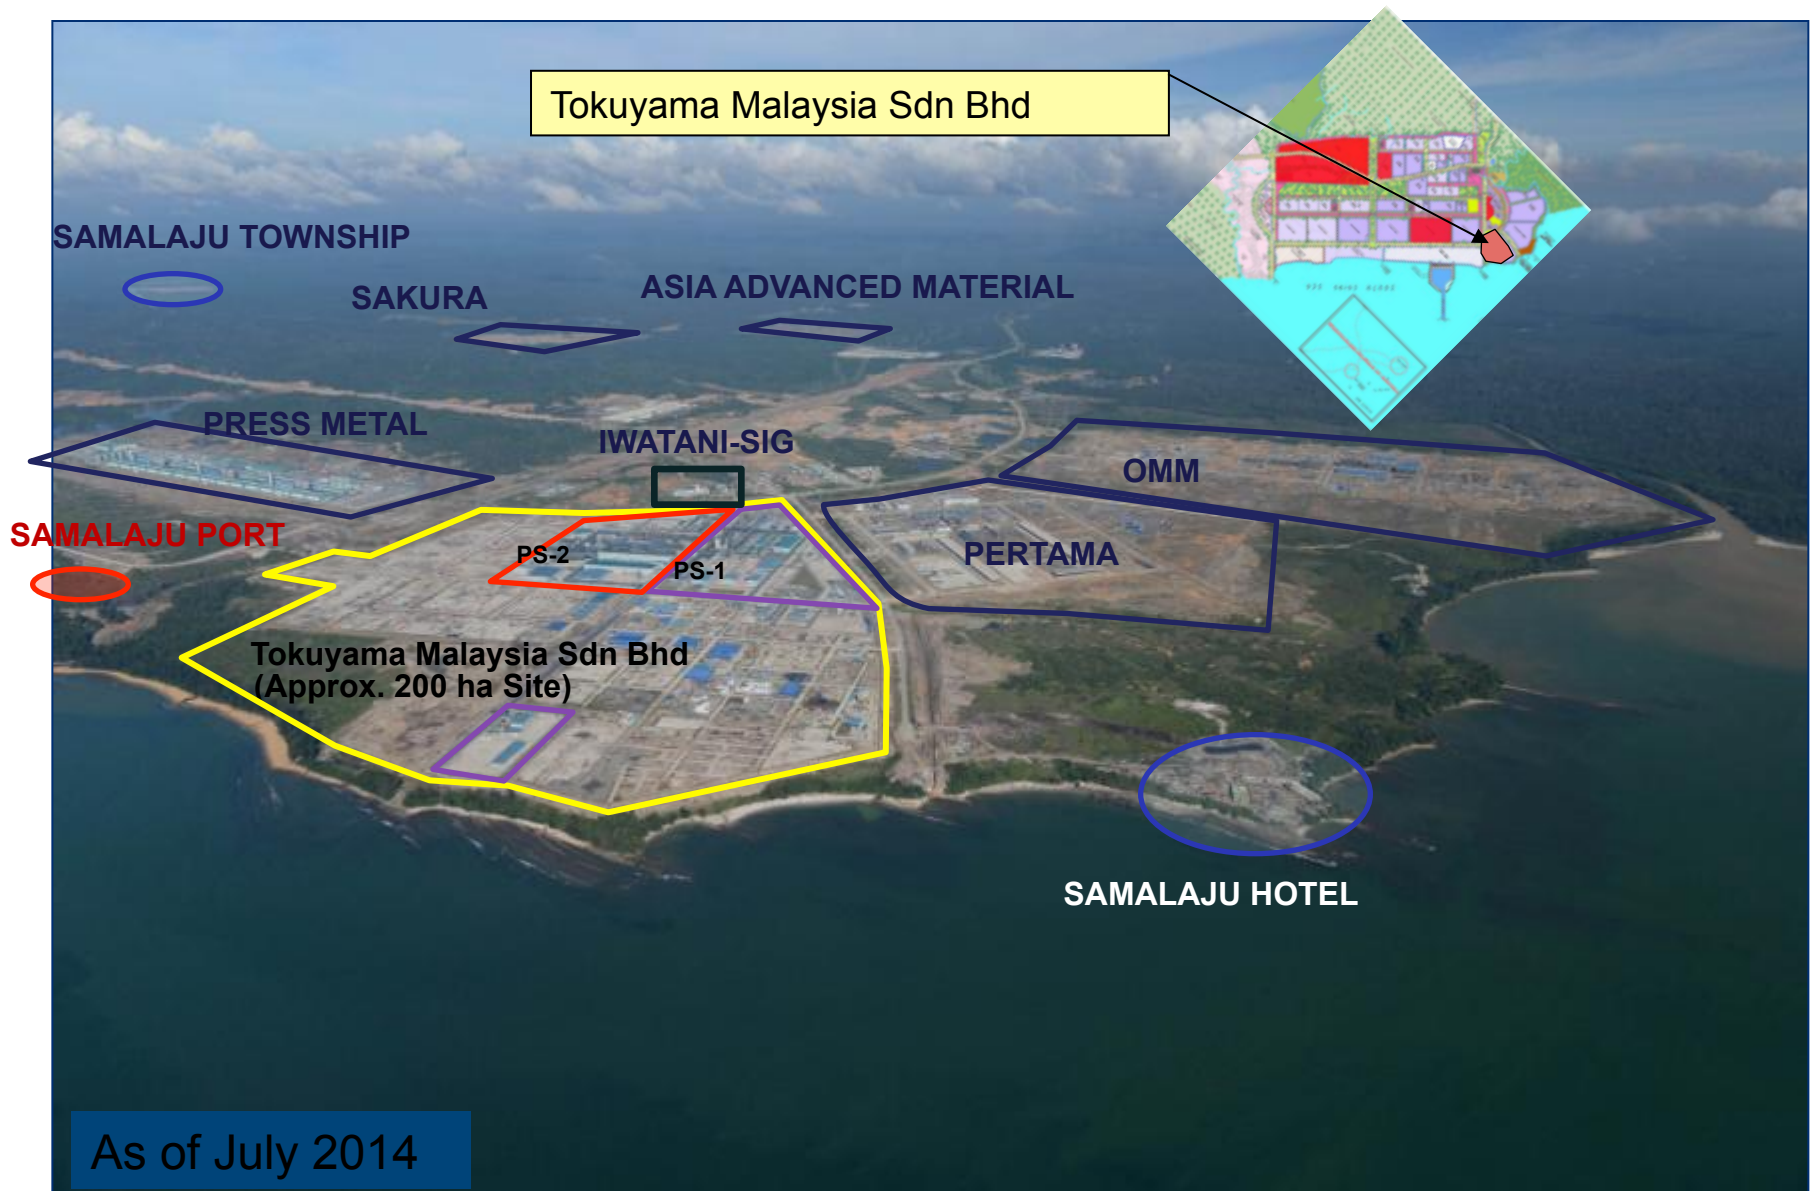 Tokuyama Malaysia Sdn Bhd
SAMALAJU TOWNSHIP
SAKURA
ASIA ADVANCED MATERIAL
PRESS METAL
IWATANI-SIG
OMM
SAMALAJU PORT
PS-2
PS-1
PERTAMA
Tokuyama Malaysia Sdn Bhd
(Approx. 200 ha Site)
SAMALAJU HOTEL
As of July 2014